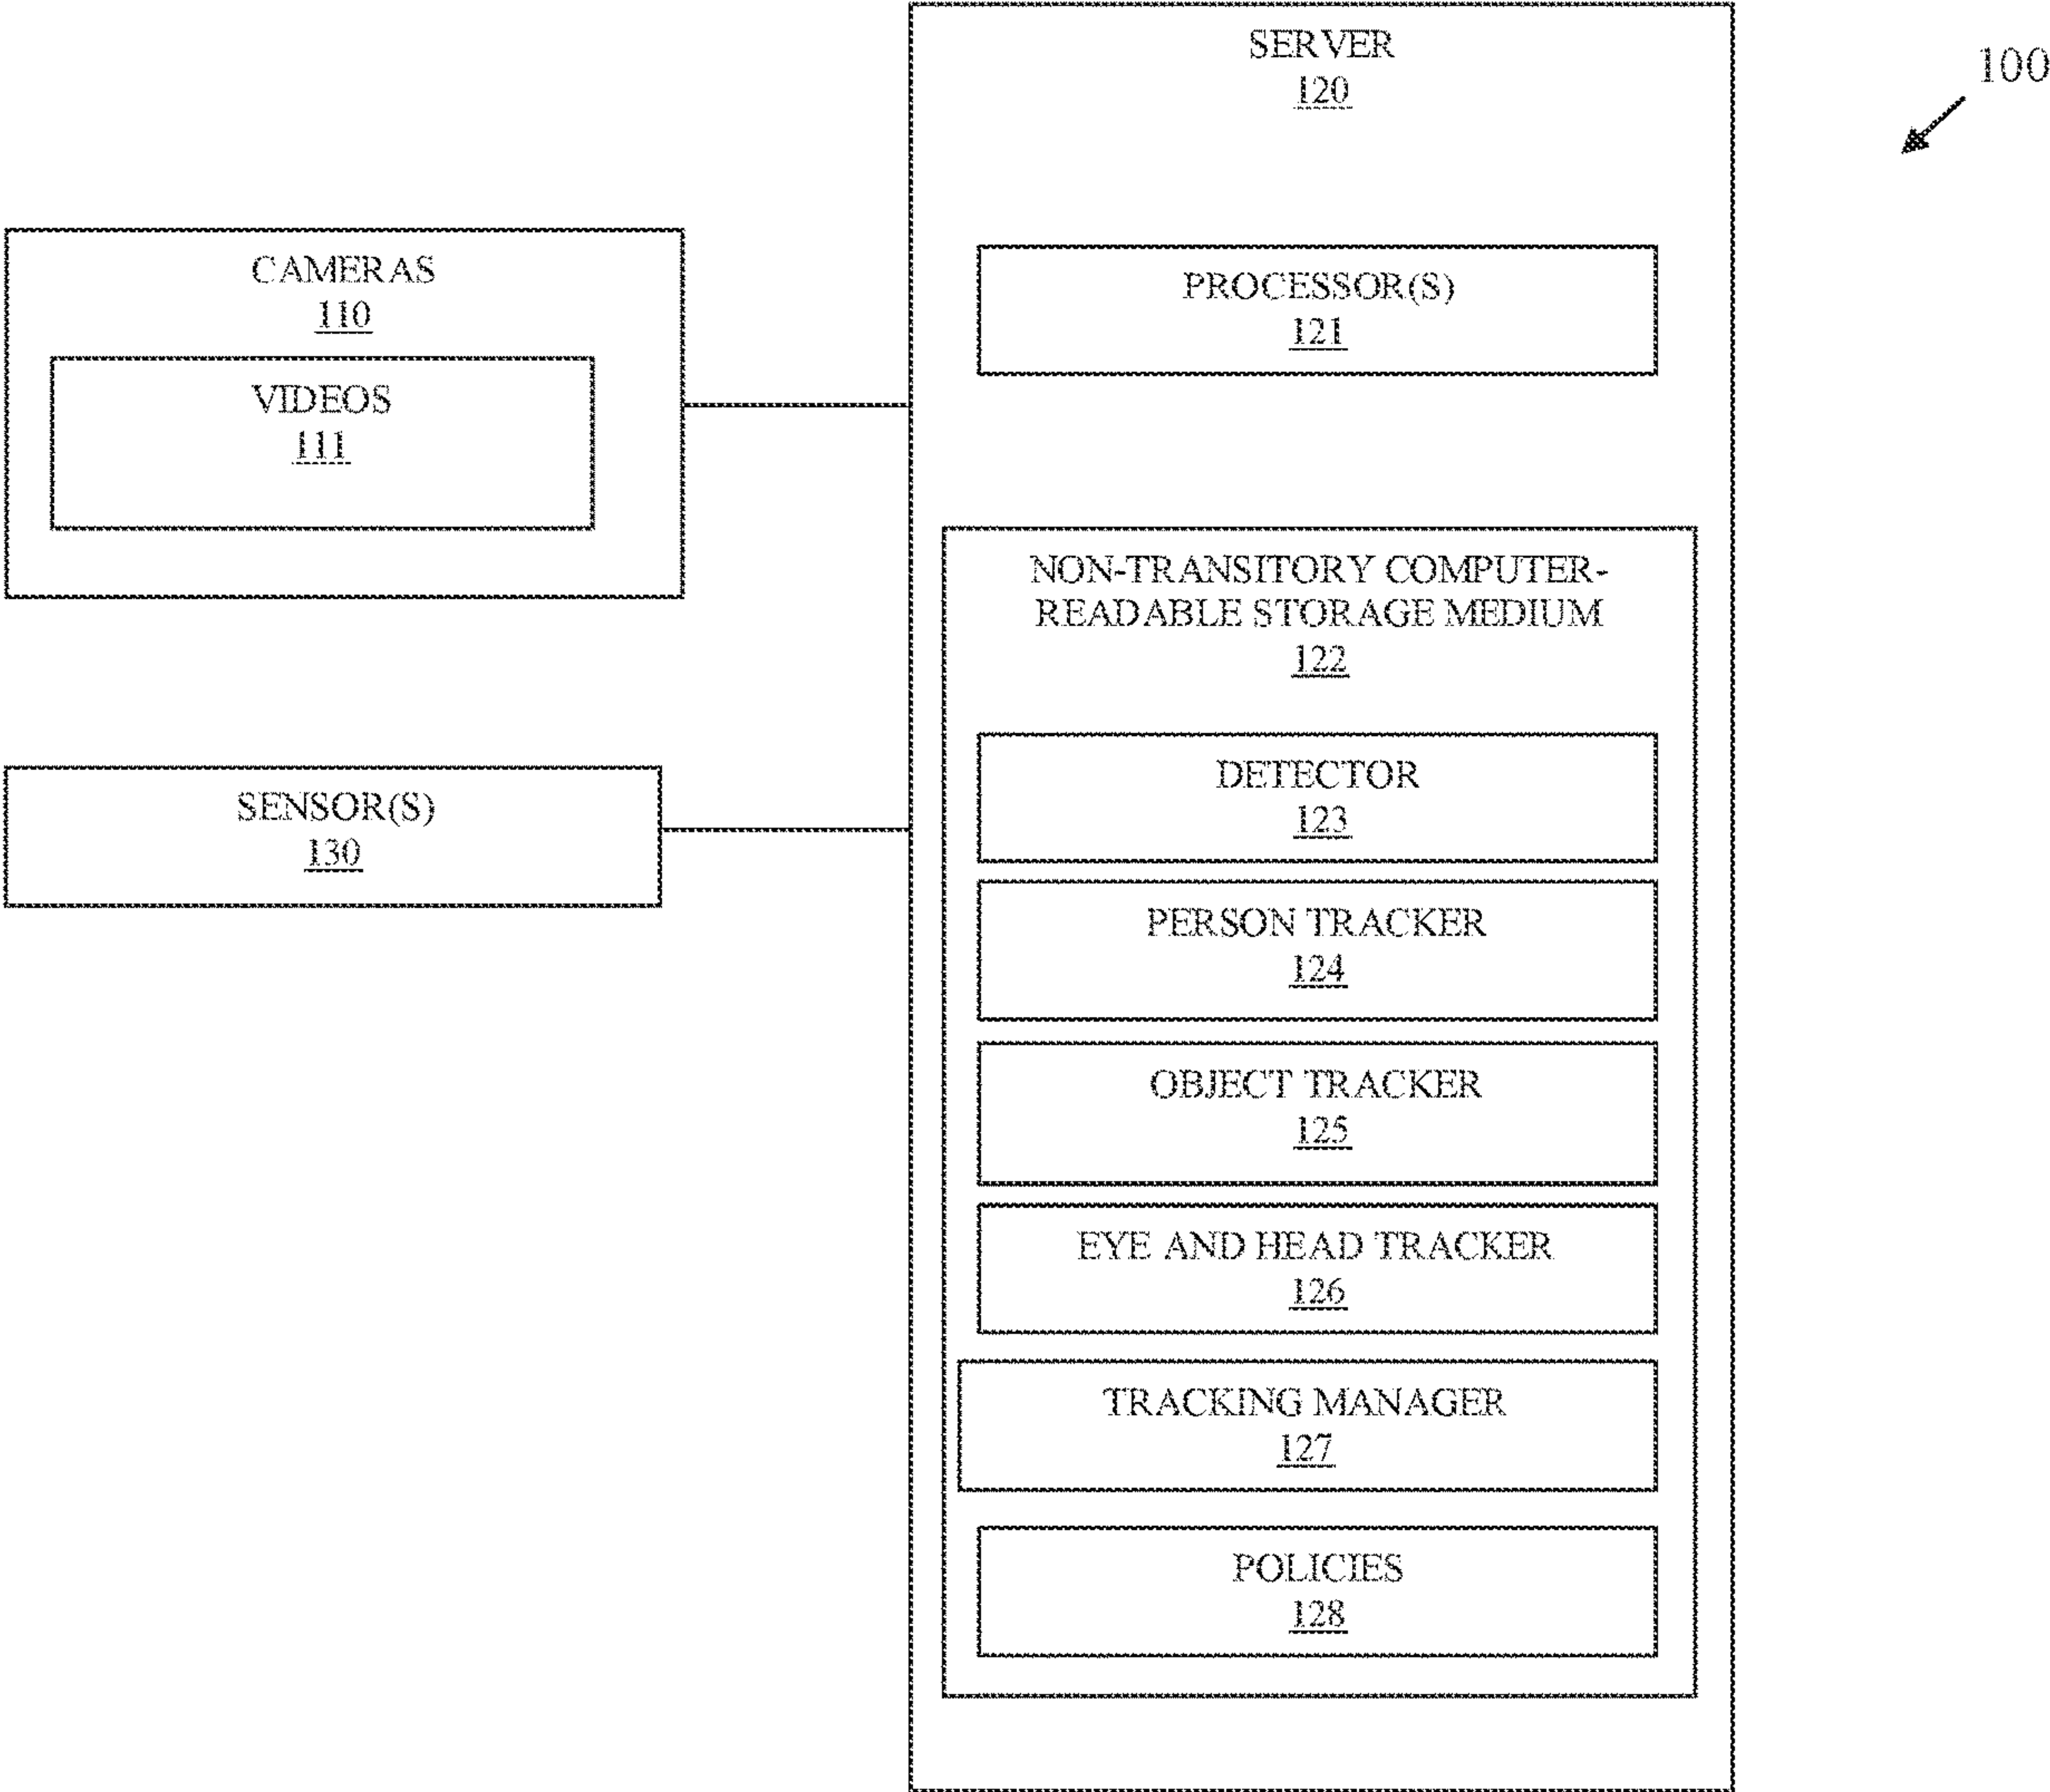 100
CAMERAS
110
VIDEOS
111
SENSOR(S)
130
SERVER
120
PROCESSOR(S)
121
NON-TRANSITORY COMPUTER-
READABLE STORAGE MEDIUM
122
DETECTOR
123
PERSON TRACKER
124
OBJECT TRACKER
125
EYE AND HEAD TRACKER
126
TRACKING MANAGER
127
POLICIES
128